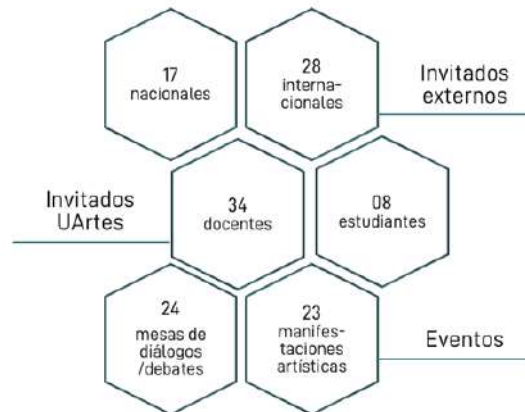 17
nacionales
28
interna-
cionales
Invitados
externos
Invitados
UArtes
34
docentes
08
estudiantes
24
mesas de
diálogos
/debates
23
manifes-
taciones
artísticas
Eventos